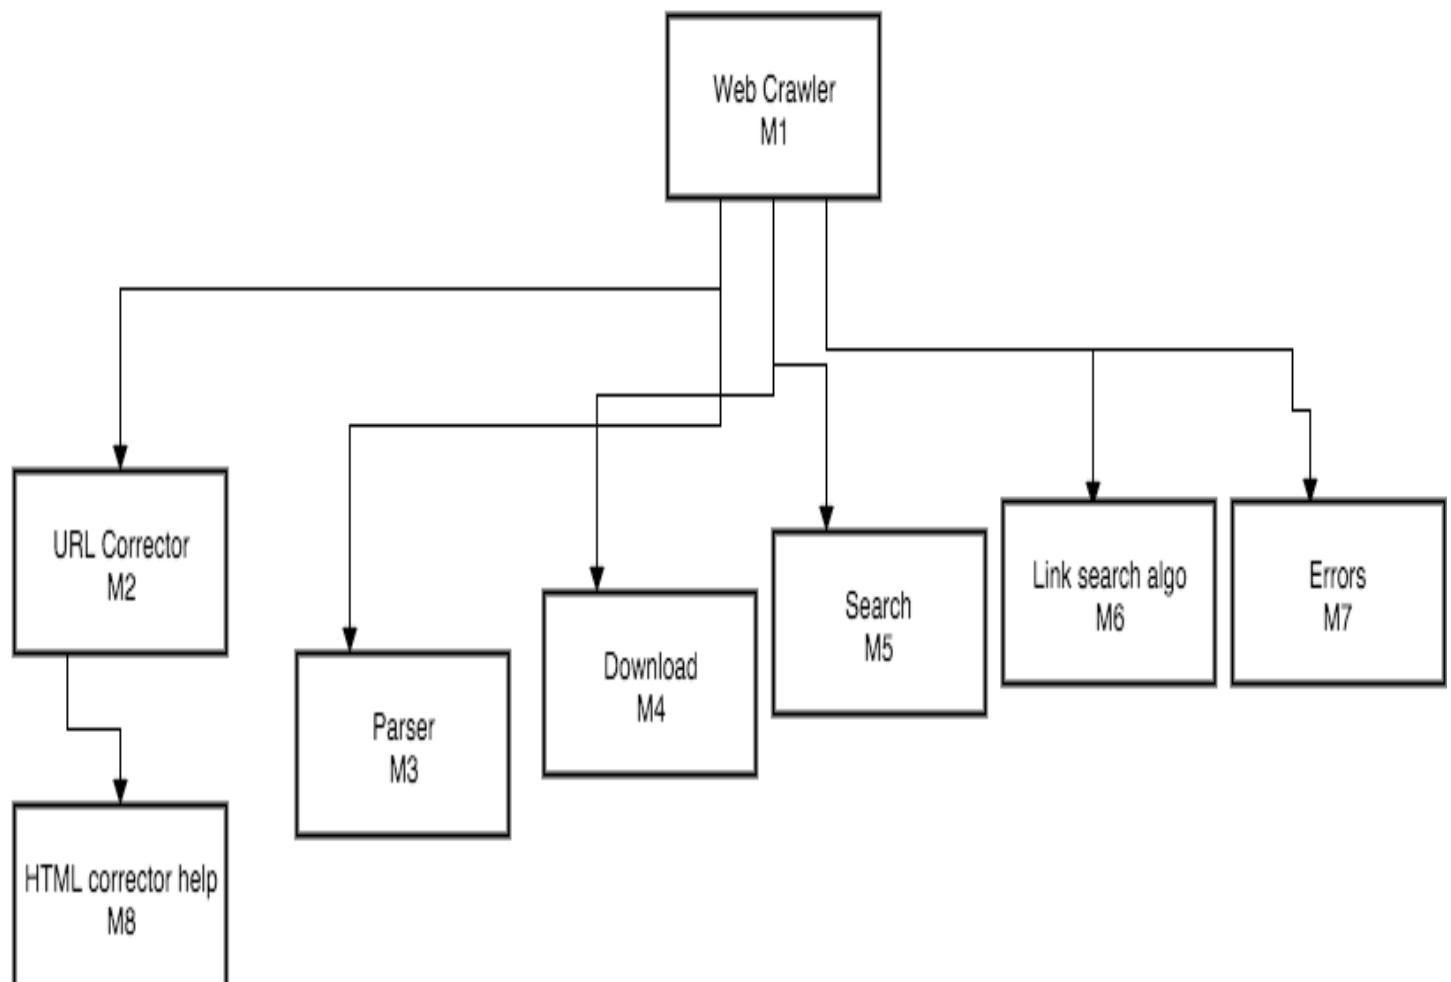 Web Crawler
M1
URL Corrector
M2
Parser
M3
Download
M4
Search
M5
Link search algo
M6
Errors
M7
HTML corrector help
M8